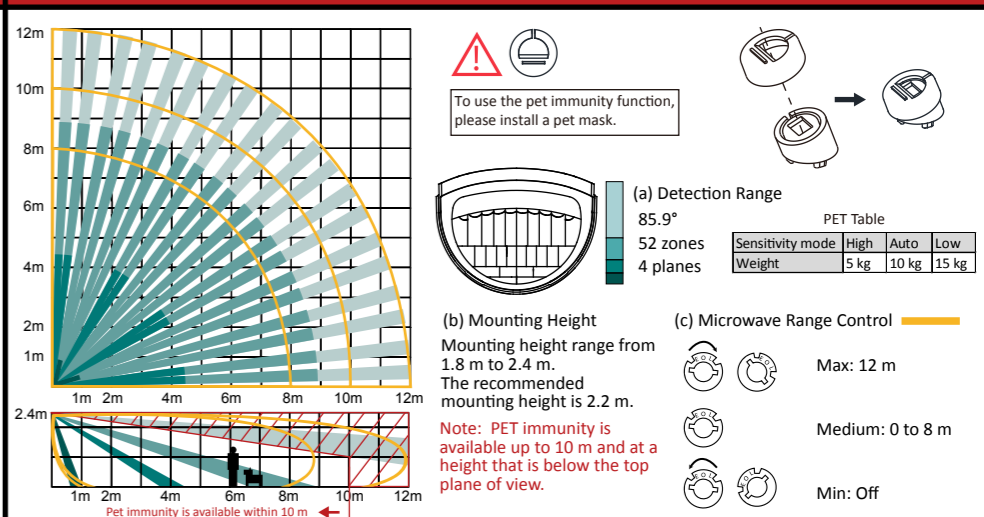 12m
10m
8m
6m
4m
2m
1m
1m 2m 4m 6m 8m 10m 12m
2.4m
1m 2m 4m 6m 8m 10m 12m
Pet immunity is available within 10 m
To use the pet immunity function,
please install a pet mask.
(a) Detection Range
85.9°
52 zones
4 planes
PET Table
Sensitivity mode High Auto Low
Weight 5 kg 10 kg 15 kg
(b) Mounting Height
Mounting height range from
1.8 m to 2.4 m.
The recommended
mounting height is 2.2 m.
Note: PET immunity is
available up to 10 m and at a
height that is below the top
plane of view.
(c) Microwave Range Control
EOL
EOL
Max: 12 m
EOL
Medium: 0 to 8 m
EOL
EOL
Min: Off